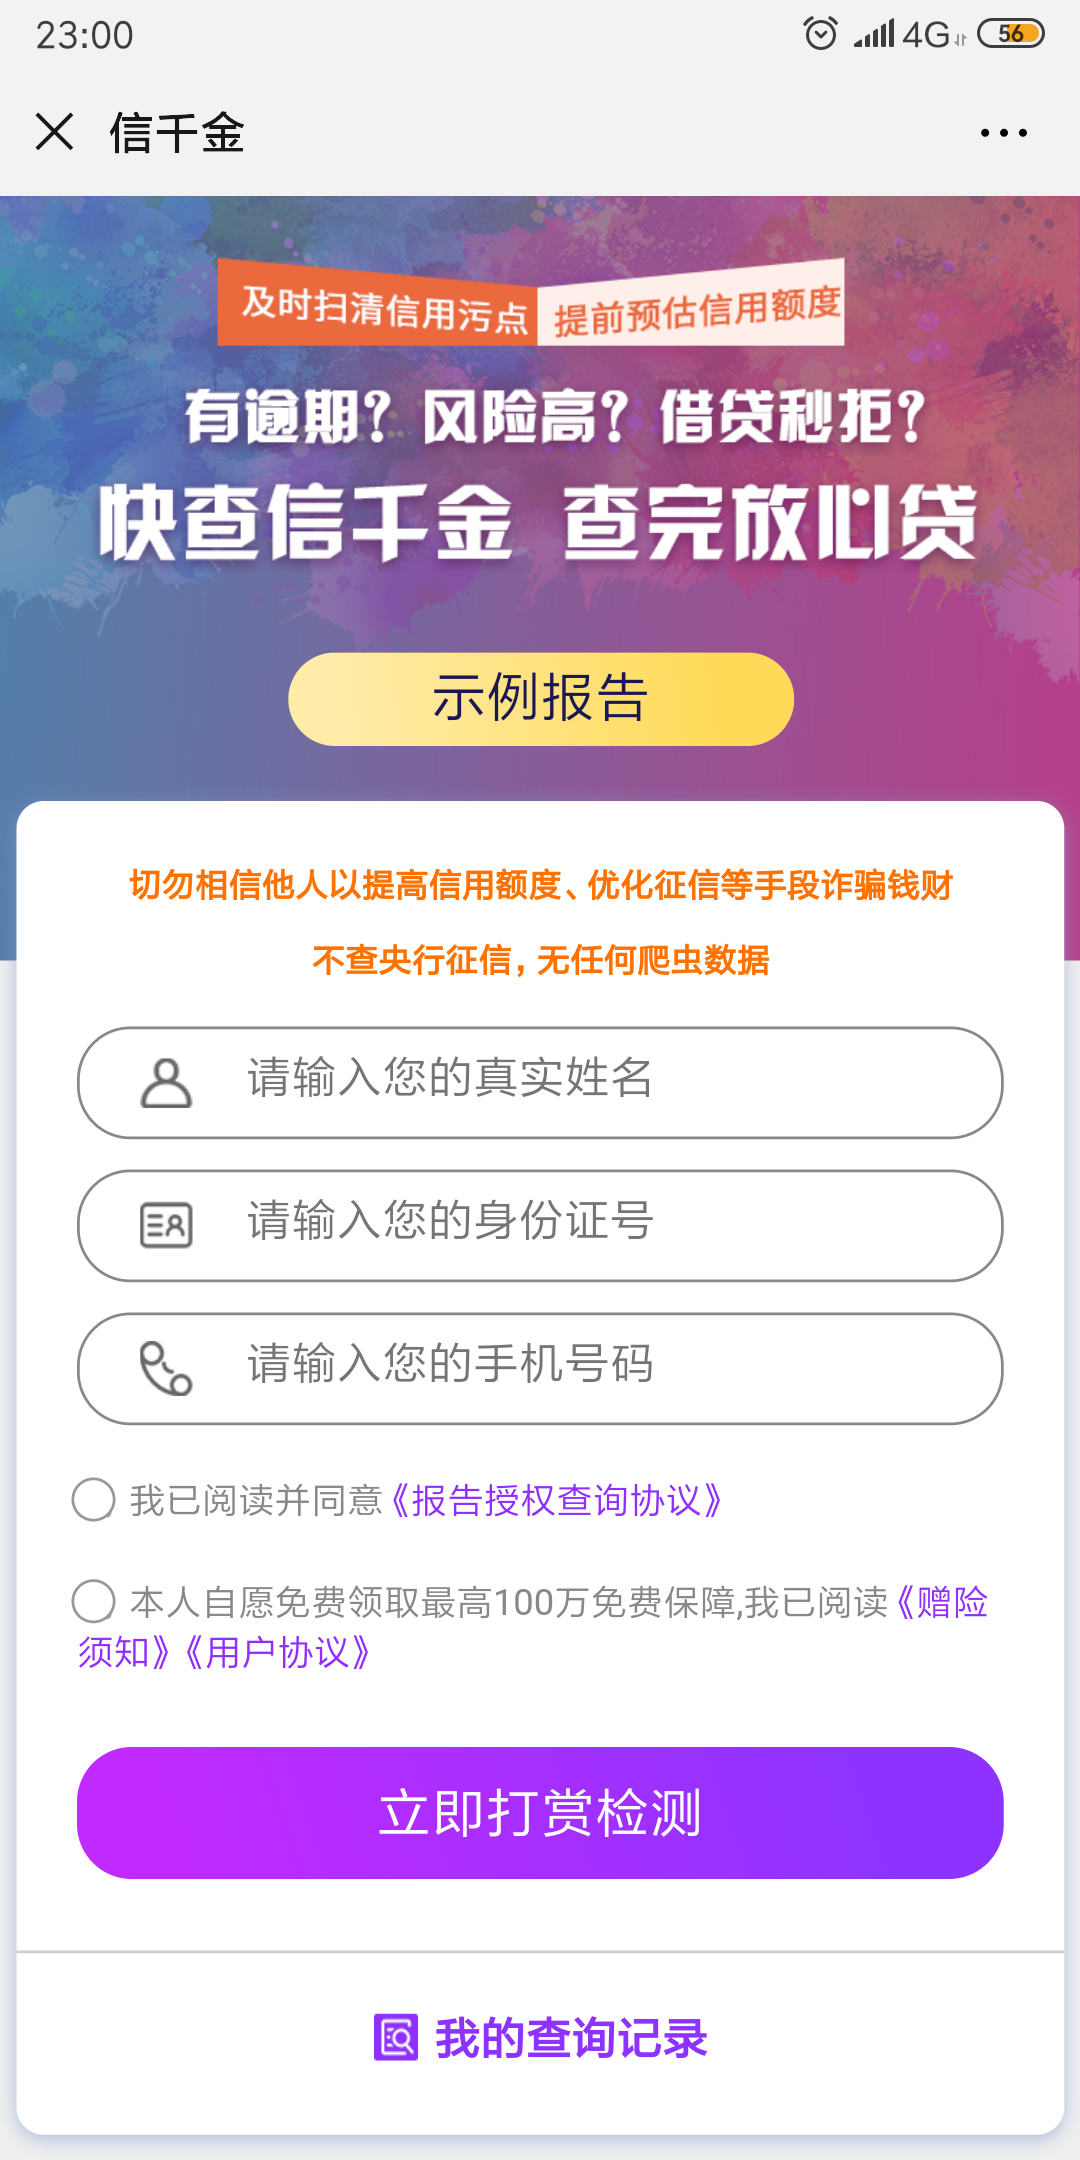 23:00
4G
56
信千金
及时扫清信用污点
提前预估信用额度
有逾期？风险高？借贷秒拒？
快查信千金 查完放心贷
示例报告
切勿相信他人以提高信用额度、优化征信等手段诈骗钱财
不查央行征信，无任何爬虫数据
请输入您的真实姓名
请输入您的身份证号
请输入您的手机号码
我已阅读并同意《报告授权查询协议》
本人自愿免费领取最高100万免费保障,我已阅读《赠险
须知》《用户协议》
立即打赏检测
我的查询记录